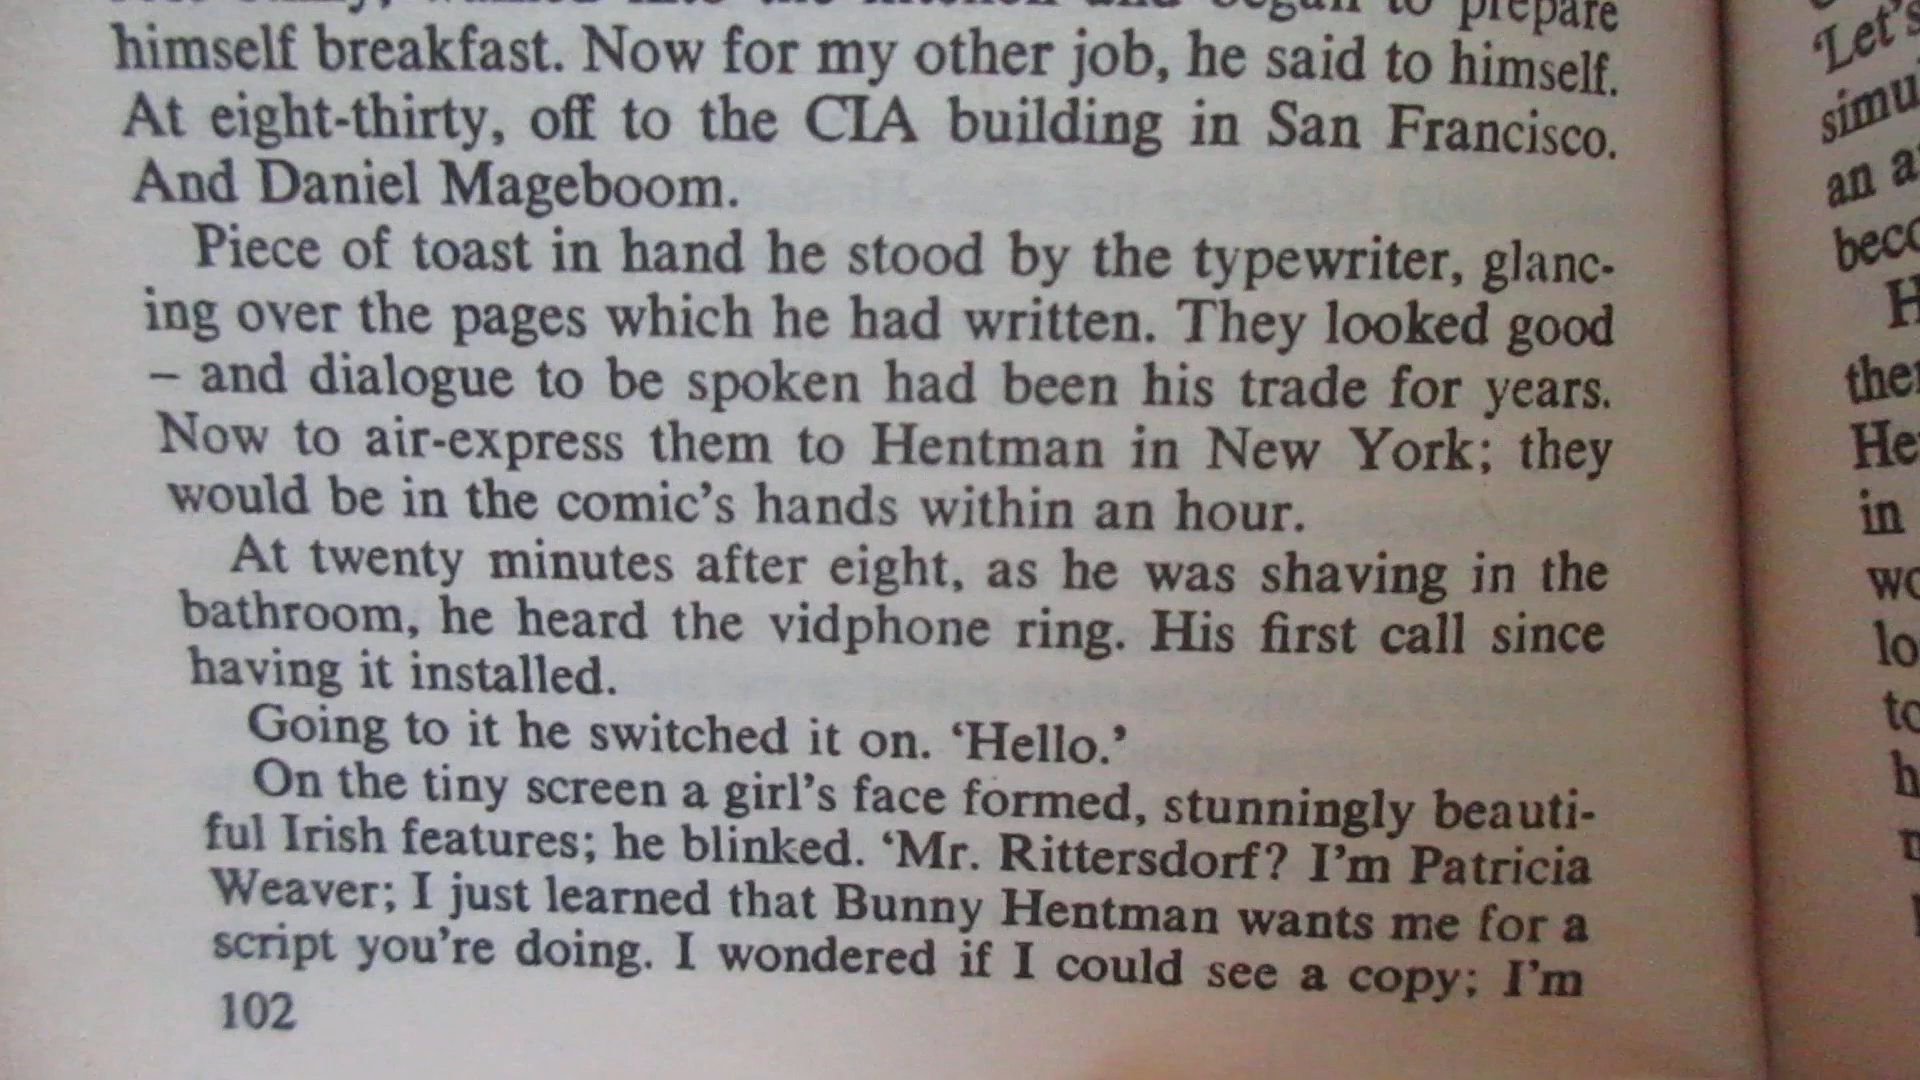 prepare
himself breakfast. Now for my other job, he said to himself.
At eight-thirty, off to the CIA building in San Francisco.
And Daniel Mageboom.
Piece of toast in hand he stood by the typewriter, glanc-
ing over the pages which he had written. They looked good
– and dialogue to be spoken had been his trade for years.
Now to air-express them to Hentman in New York; they
would be in the comic's hands within an hour.
At twenty minutes after eight, as he was shaving in the
bathroom, he heard the vidphone ring. His first call since
having it installed.
Going to it he switched it on. ‘Hello.’
On the tiny screen a girl's face formed, stunningly beauti-
ful Irish features; he blinked. ‘Mr. Rittersdorf? I'm Patricia
Weaver; I just learned that Bunny Hentman wants me for a
script you're doing. I wondered if I could see a copy; I'm
102
‘Let's
an
He
in